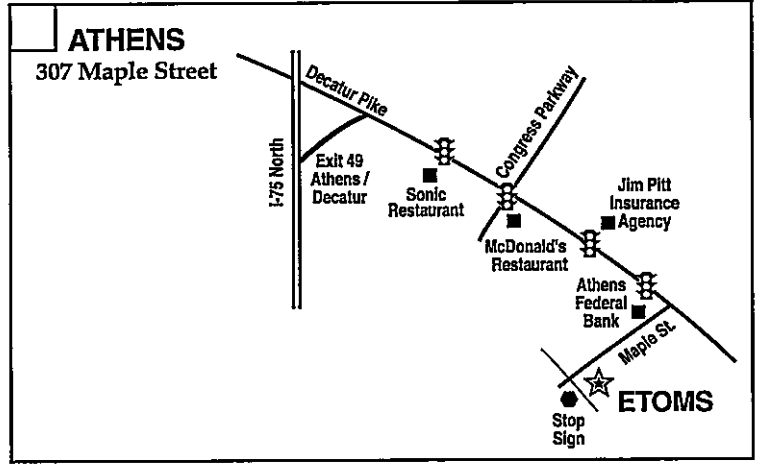 ATHENS
307 Maple Street
Decatur Pike
Congress Parkway
I-75 North
Exit 49
Athens /
Decatur
Sonic
Restaurant
Jim Pitt
Insurance
Agency
McDonald's
Restaurant
Athens
Federal
Bank
Maple St.
ETOMS
Stop
Sign